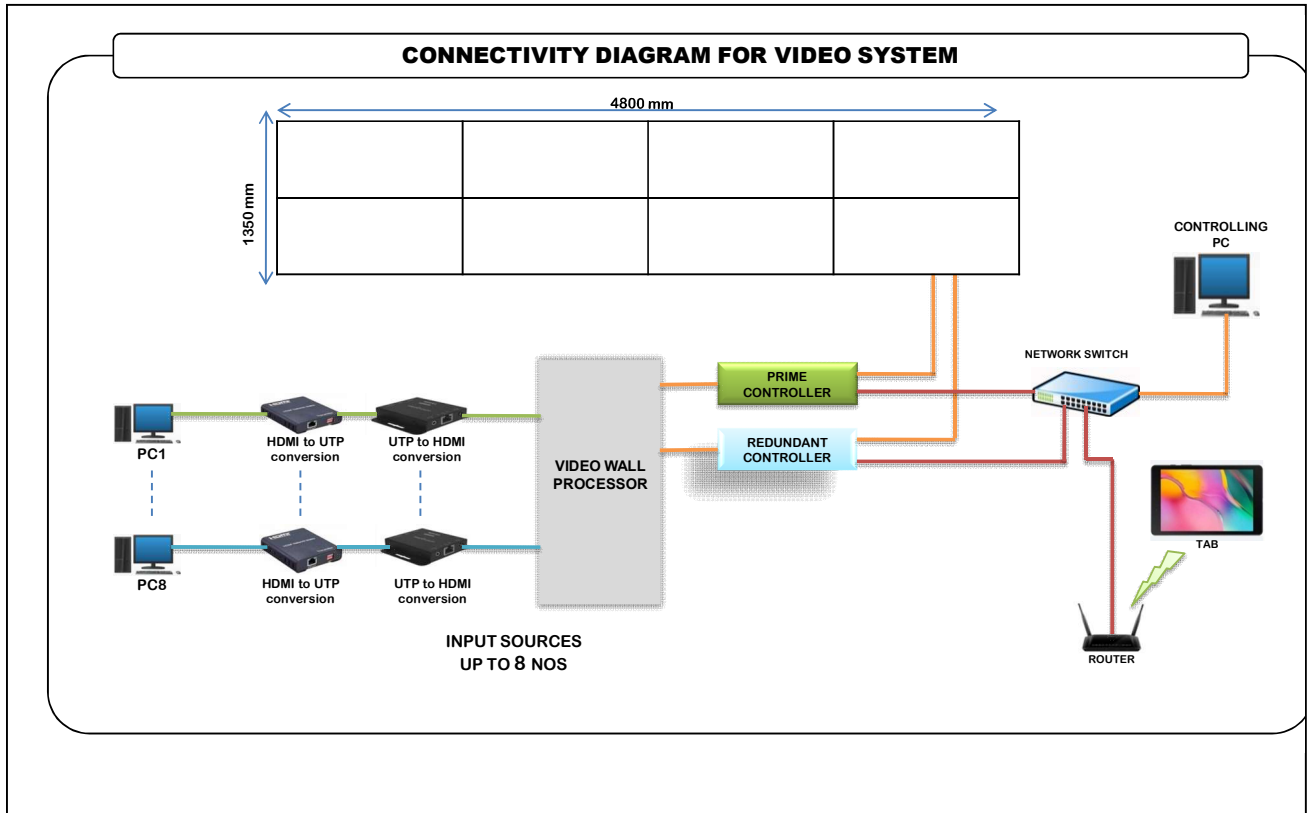 CONNECTIVITY DIAGRAM FOR VIDEO SYSTEM
4800 mm
1350 mm
CONTROLLING
PC
NETWORK SWITCH
PRIME
CONTROLLER
REDUNDANT
CONTROLLER
VIDEO WALL
PROCESSOR
PC1
HDMI to UTP
conversion
UTP to HDMI
conversion
TAB
PC8
HDMI to UTP
conversion
UTP to HDMI
conversion
INPUT SOURCES
UP TO 8 NOS
ROUTER